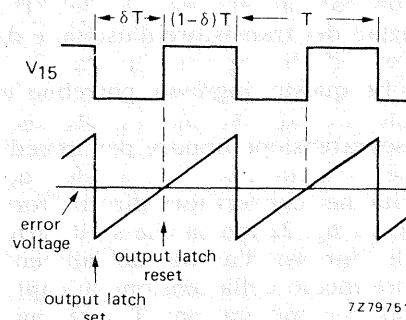 δT
(1–δ)T
T
V15
error
voltage
output latch
reset
output latch
set
7Z7975